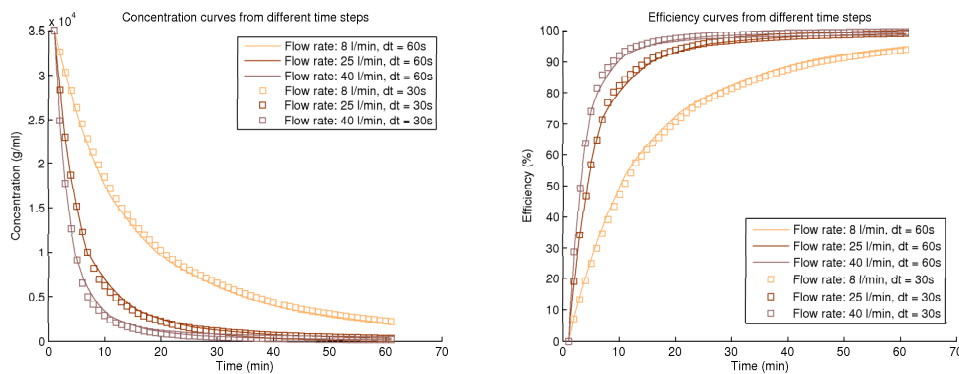 Concentration curves from different time steps
x 10⁴
3.5
3
2.5
2
1.5
1
0.5
0
0 10 20 30 40 50 60 70
Concentration (g/ml)
Time (min)
Flow rate: 8 l/min, dt = 60s
Flow rate: 25 l/min, dt = 60s
Flow rate: 40 l/min, dt = 60s
Flow rate: 8 l/min, dt = 30s
Flow rate: 25 l/min, dt = 30s
Flow rate: 40 l/min, dt = 30s
Efficiency curves from different time steps
100
90
80
70
60
50
40
30
20
10
0
0 10 20 30 40 50 60 70
Efficiency (%)
Time (min)
Flow rate: 8 l/min, dt = 60s
Flow rate: 25 l/min, dt = 60s
Flow rate: 40 l/min, dt = 60s
Flow rate: 8 l/min, dt = 30s
Flow rate: 25 l/min, dt = 30s
Flow rate: 40 l/min, dt = 30s